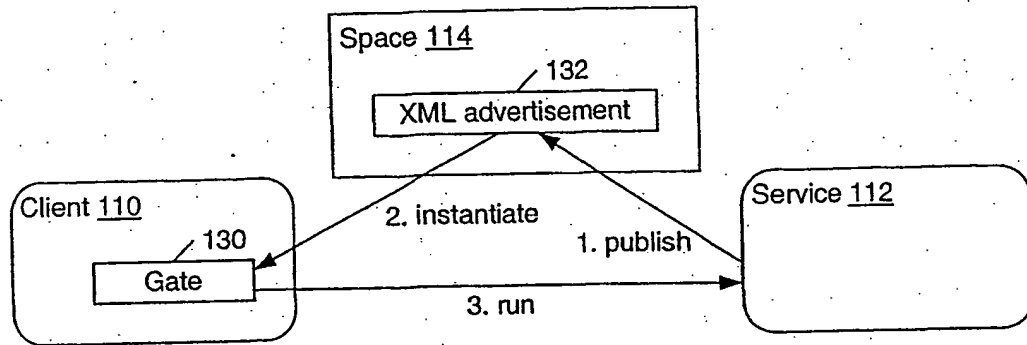 Space 114
132
XML advertisement
Client 110
2. instantiate
Service 112
130
1. publish
Gate
3. run